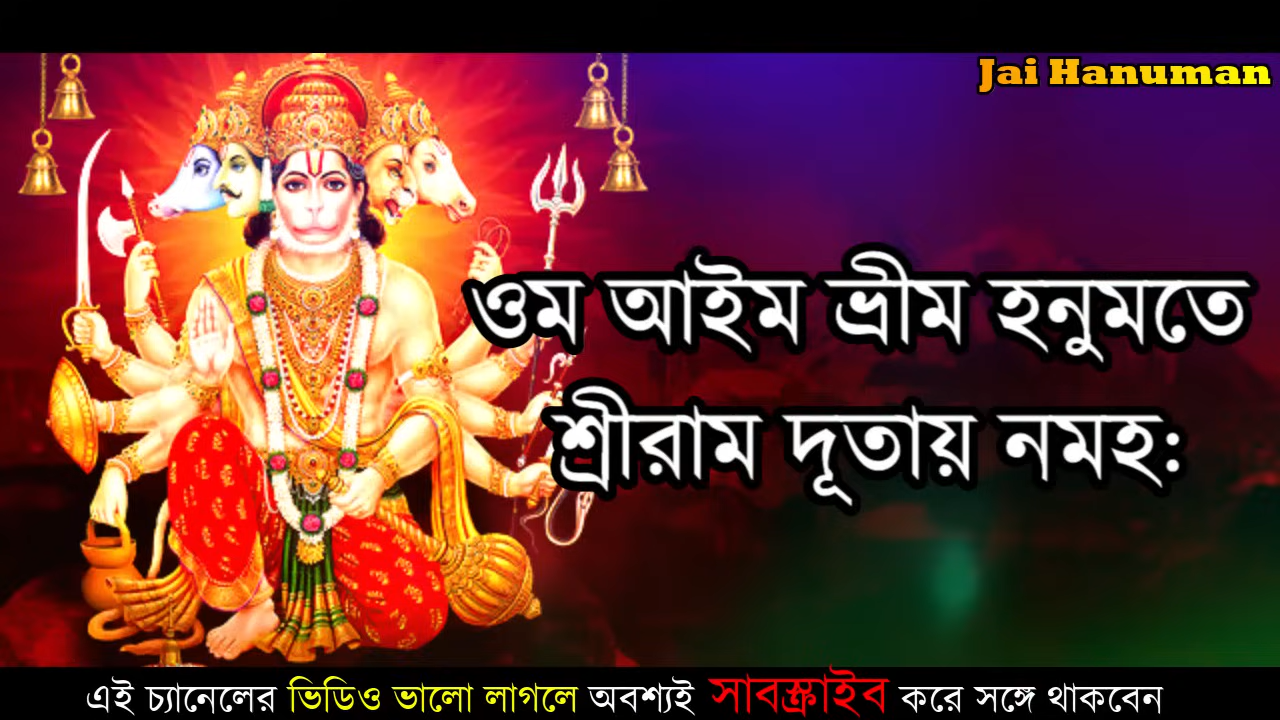 Jai Hanuman
ওম আইম ভ্রীম হনুমতে
শ্রীরাম দূতায় নমহ:
এই চ্যানেলের ভিডিও ভালো লাগলে অবশ্যই সাবস্ক্রাইব করে সঙ্গে থাকবেন